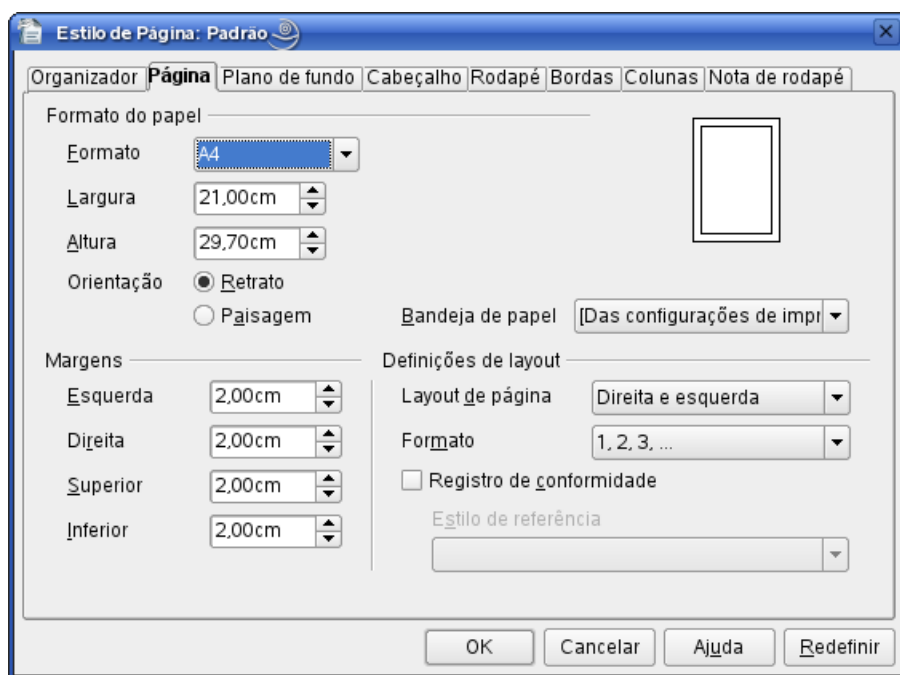 Estilo de Página: Padrão
Organizador Página Plano de fundo Cabeçalho Rodapé Bordas Colunas Nota de rodapé
Formato do papel
Formato A4
Largura 21,00cm
Altura 29,70cm
Orientação Retrato
Paisagem
Bandeja de papel [Das configurações de impr
Margens
Esquerda 2,00cm
Direita 2,00cm
Superior 2,00cm
Inferior 2,00cm
Definições de layout
Layout de página Direita e esquerda
Formato 1, 2, 3, ...
Registro de conformidade
Estilo de referência
OK Cancelar Ajuda Redefinir